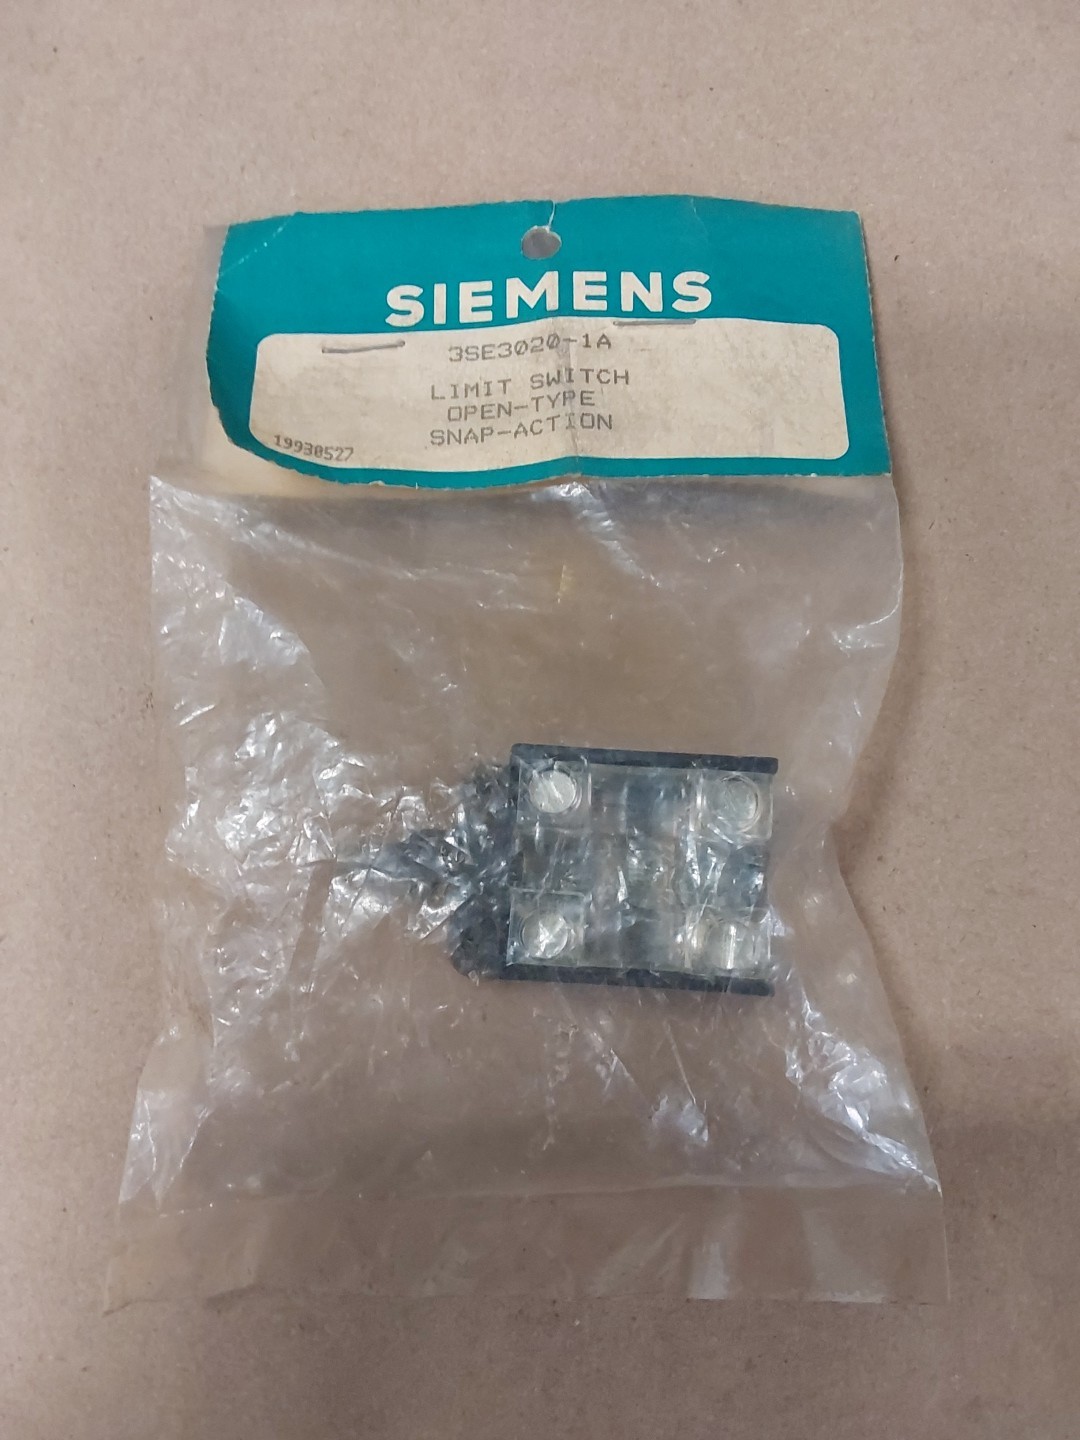 SIEMENS
3SE3020-1A
LIMIT SWITCH
OPEN-TYPE
SNAP-ACTION
19930527